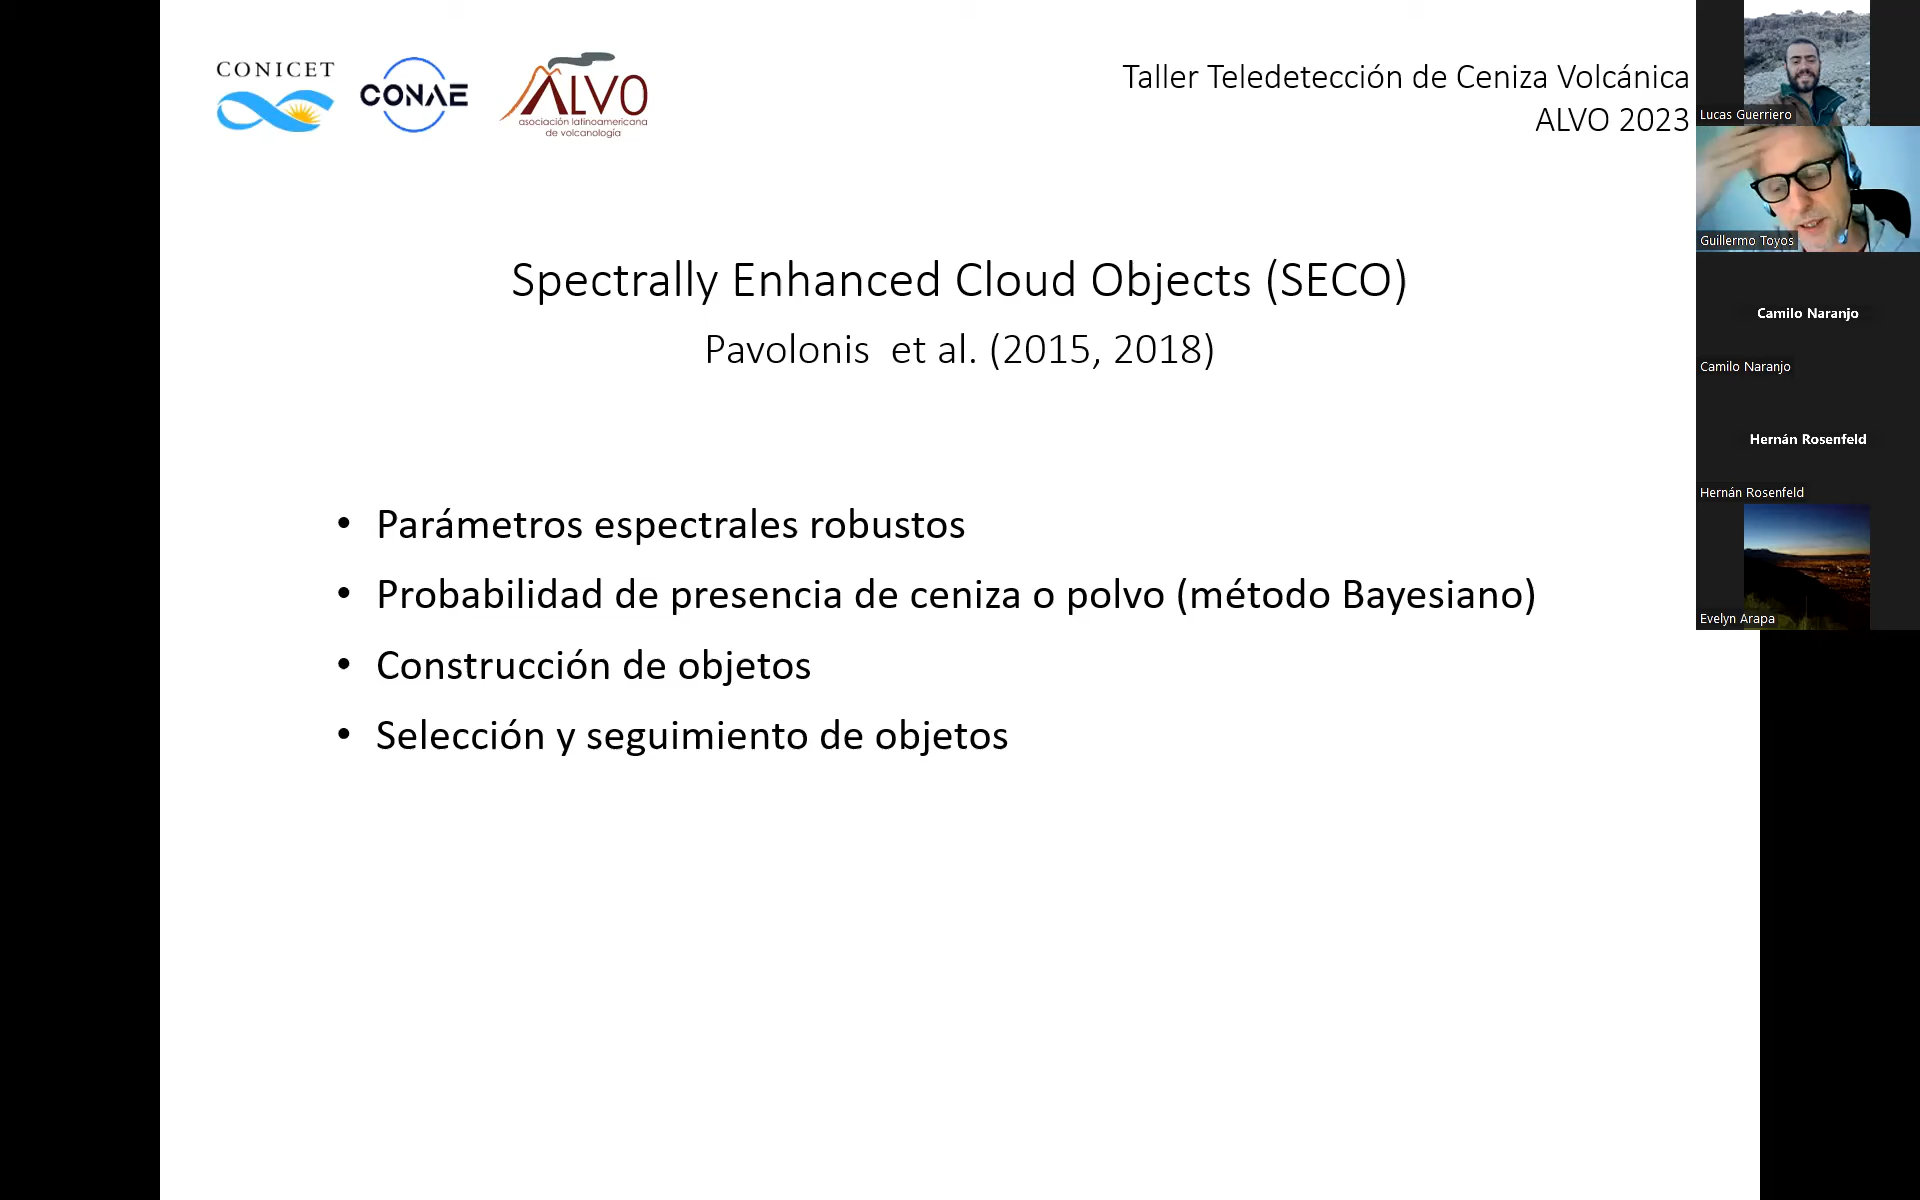 CONICET
CONAE
ALVO
asociación latinoamericana
de volcanología
Taller Teledetección de Ceniza Volcánica
ALVO 2023
Spectrally Enhanced Cloud Objects (SECO)
Pavolonis et al. (2015, 2018)
• Parámetros espectrales robustos
• Probabilidad de presencia de ceniza o polvo (método Bayesiano)
• Construcción de objetos
• Selección y seguimiento de objetos
Lucas Guerriero
Guillermo Toyos
Camilo Naranjo
Camilo Naranjo
Hernán Rosenfeld
Hernán Rosenfeld
Evelyn Arapa